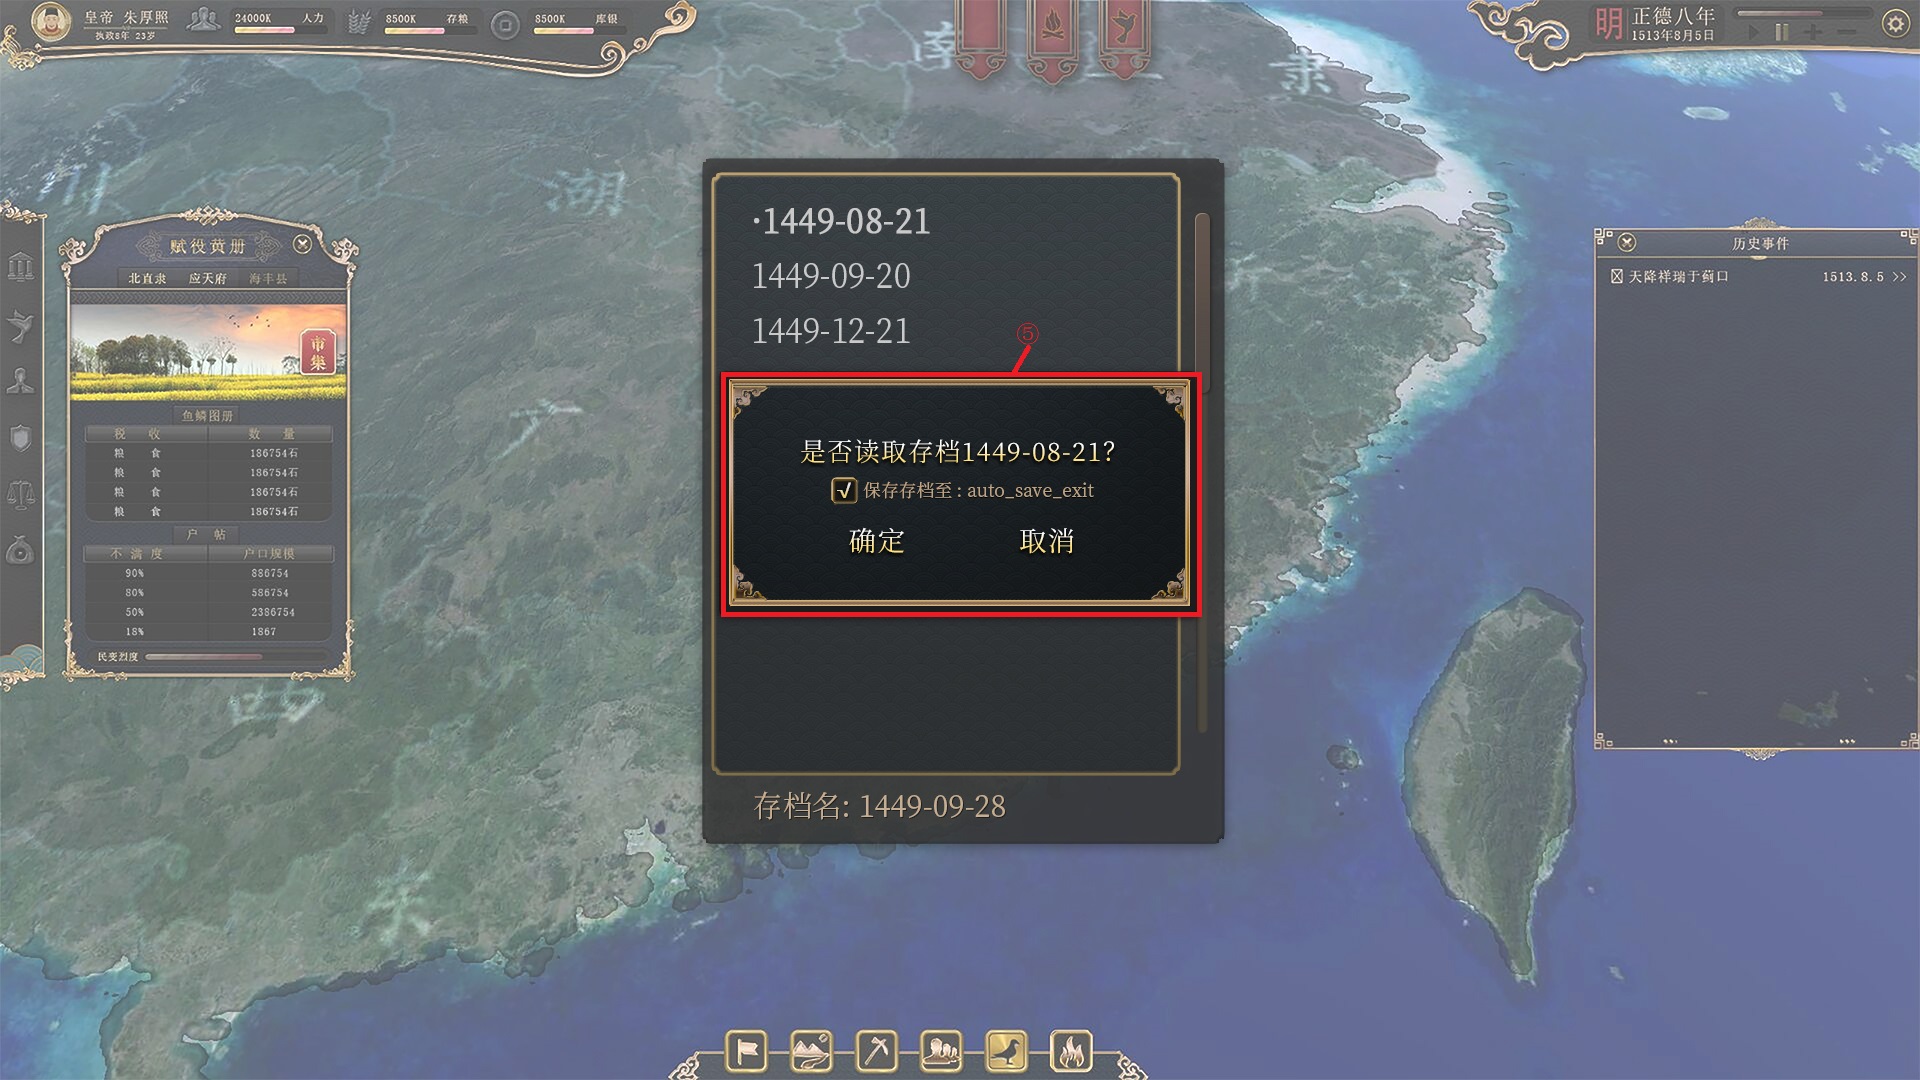 皇帝 朱厚照
执政8年 23岁
24000K 人力
8500K 存粮
8500K 库银
明
正德八年
1513年8月5日
南
隶
湖
赋役黄册
北直隶 应天府 海丰县
市集
鱼鳞图册
税收 数量
粮食 186754石
粮食 186754石
粮食 186754石
粮食 186754石
户帖
不满度 户口规模
90% 886754
80% 586754
50% 2386754
18% 1867
民变烈度
·1449-08-21
1449-09-20
1449-12-21
⑤
是否读取存档1449-08-21?
√ 保存存档至：auto_save_exit
确定 取消
存档名: 1449-09-28
历史事件
天降祥瑞于蓟口 1513.8.5 >>